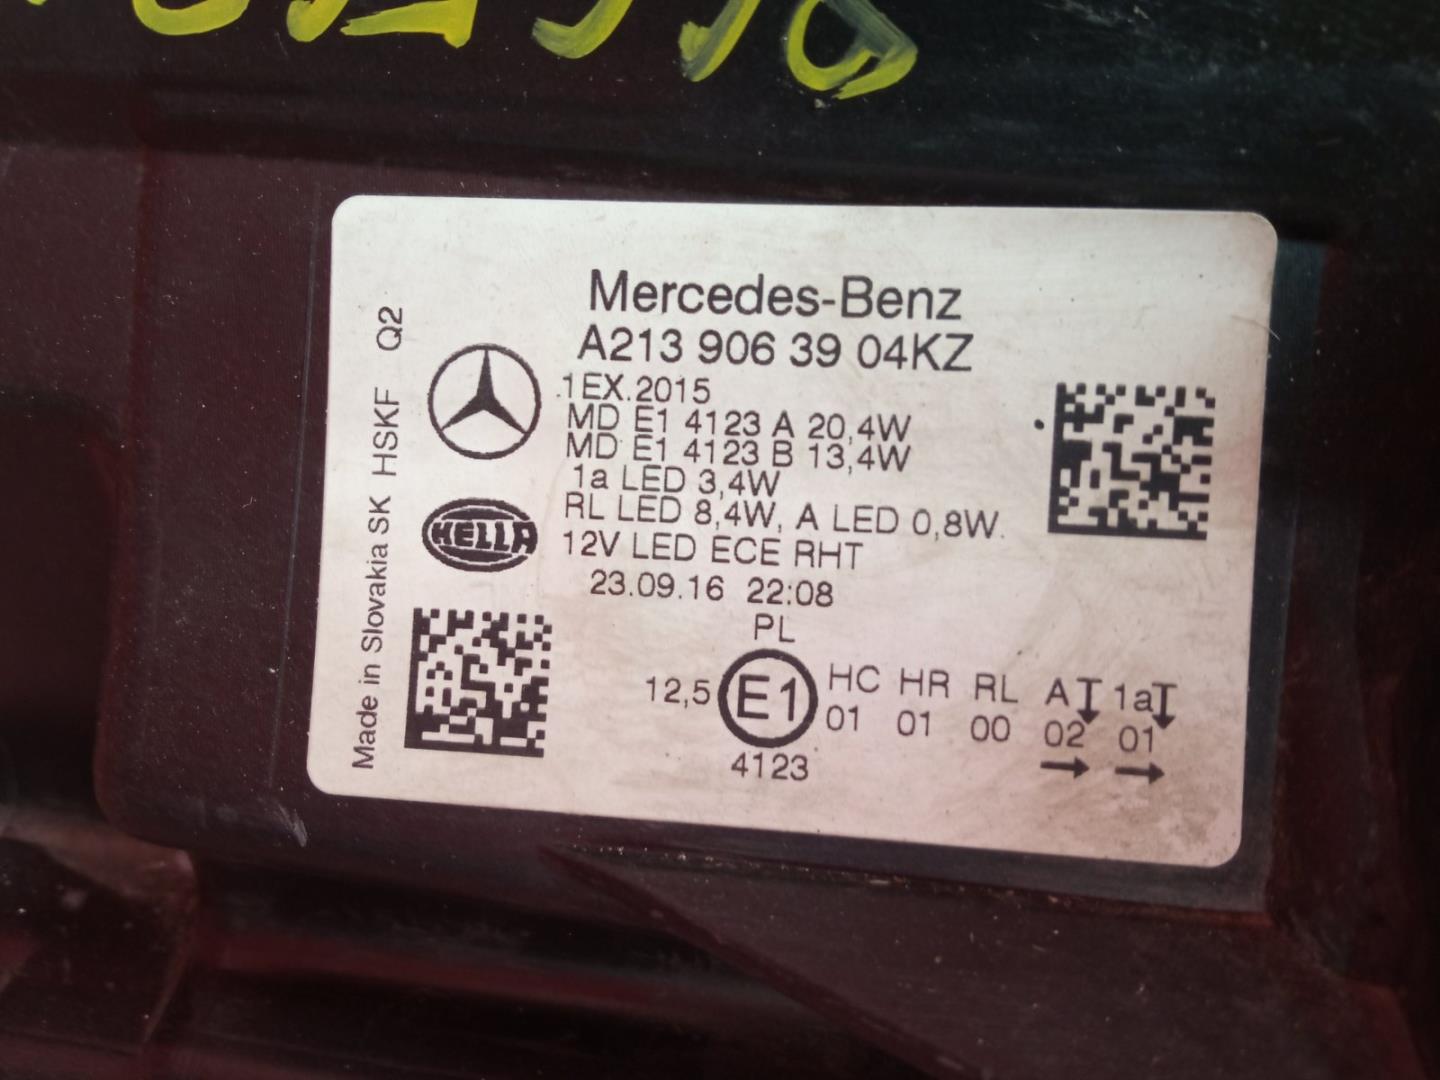 Mercedes-Benz
A213 906 39 04KZ
1EX.2015
MD E1 4123 A 20,4W
MD E1 4123 B 13,4W
1a LED 3,4W
RL LED 8,4W, A LED 0,8W.
12V LED ECE RHT
23.09.16 22:08
PL
12,5 E1 HC HR RL A 1a
01 01 00 02 01
4123
HELLA
Made in Slovakia SK HSKF Q2